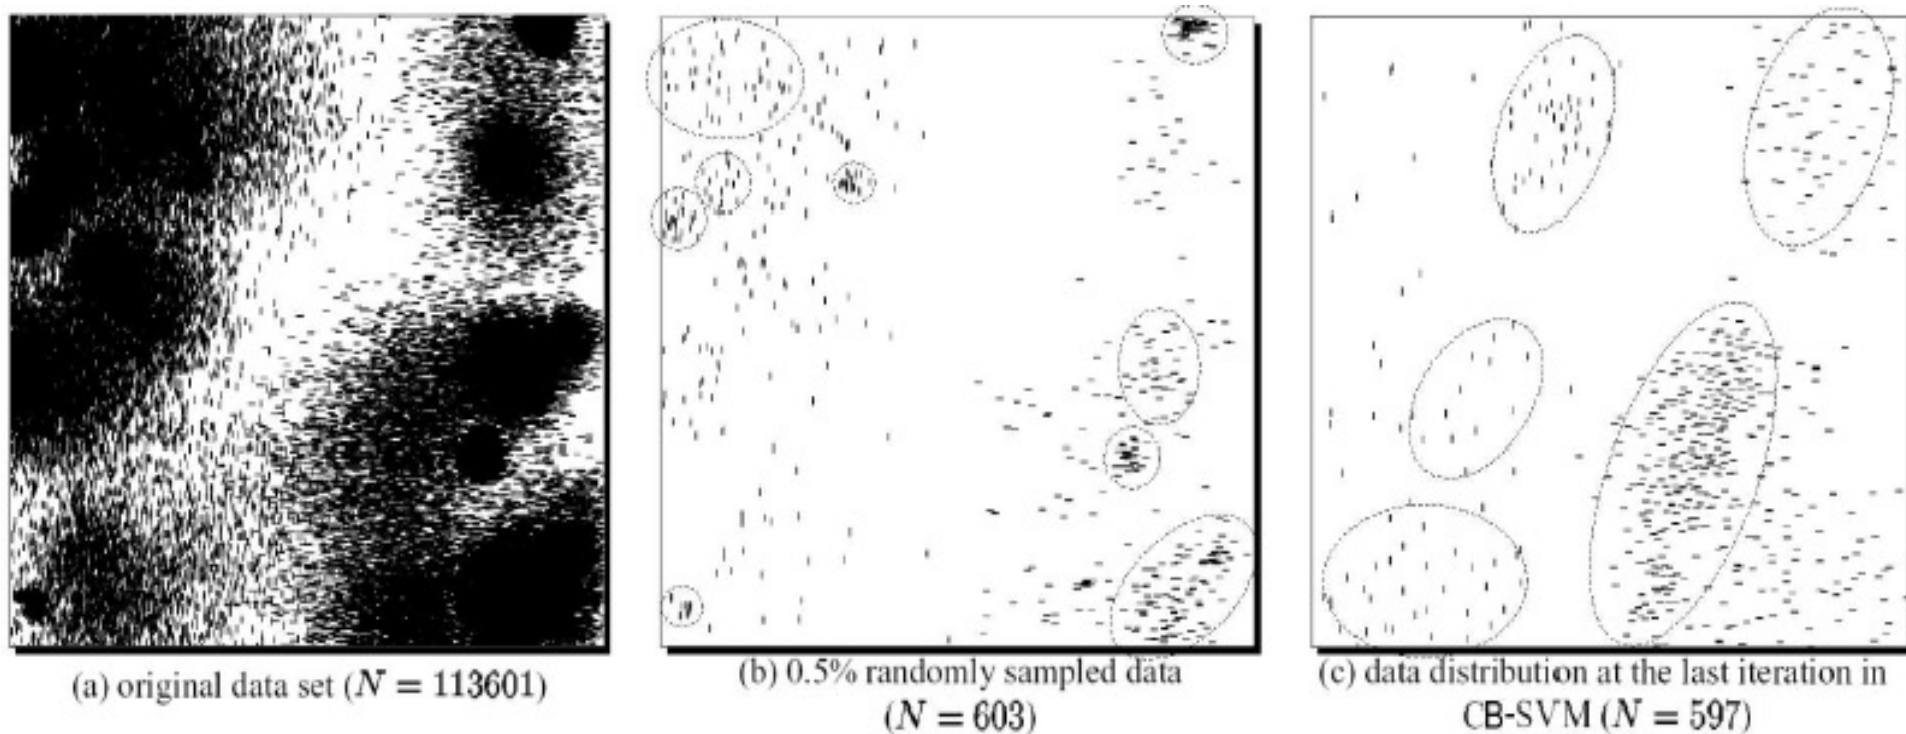 (a) original data set (N = 113601)
(b) 0.5% randomly sampled data
(N = 603)
(c) data distribution at the last iteration in
CB-SVM (N = 597)